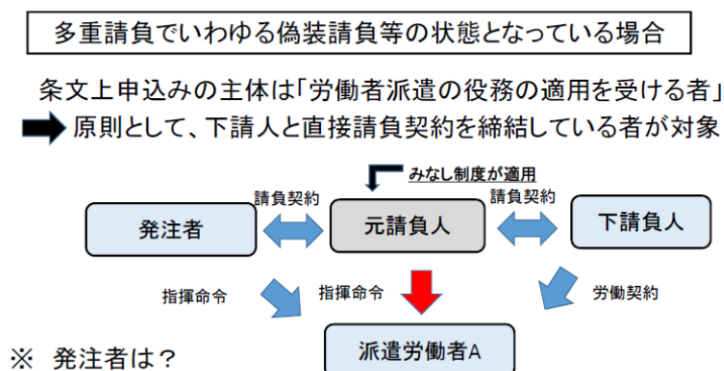 多重請負でいわゆる偽装請負等の状態となっている場合
条文上申込みの主体は「労働者派遣の役務の適用を受ける者」
原則として、下請人と直接請負契約を締結している者が対象
みなし制度が適用
請負契約
請負契約
発注者
元請負人
下請負人
指揮命令
指揮命令
労働契約
派遣労働者A
※ 発注者は?